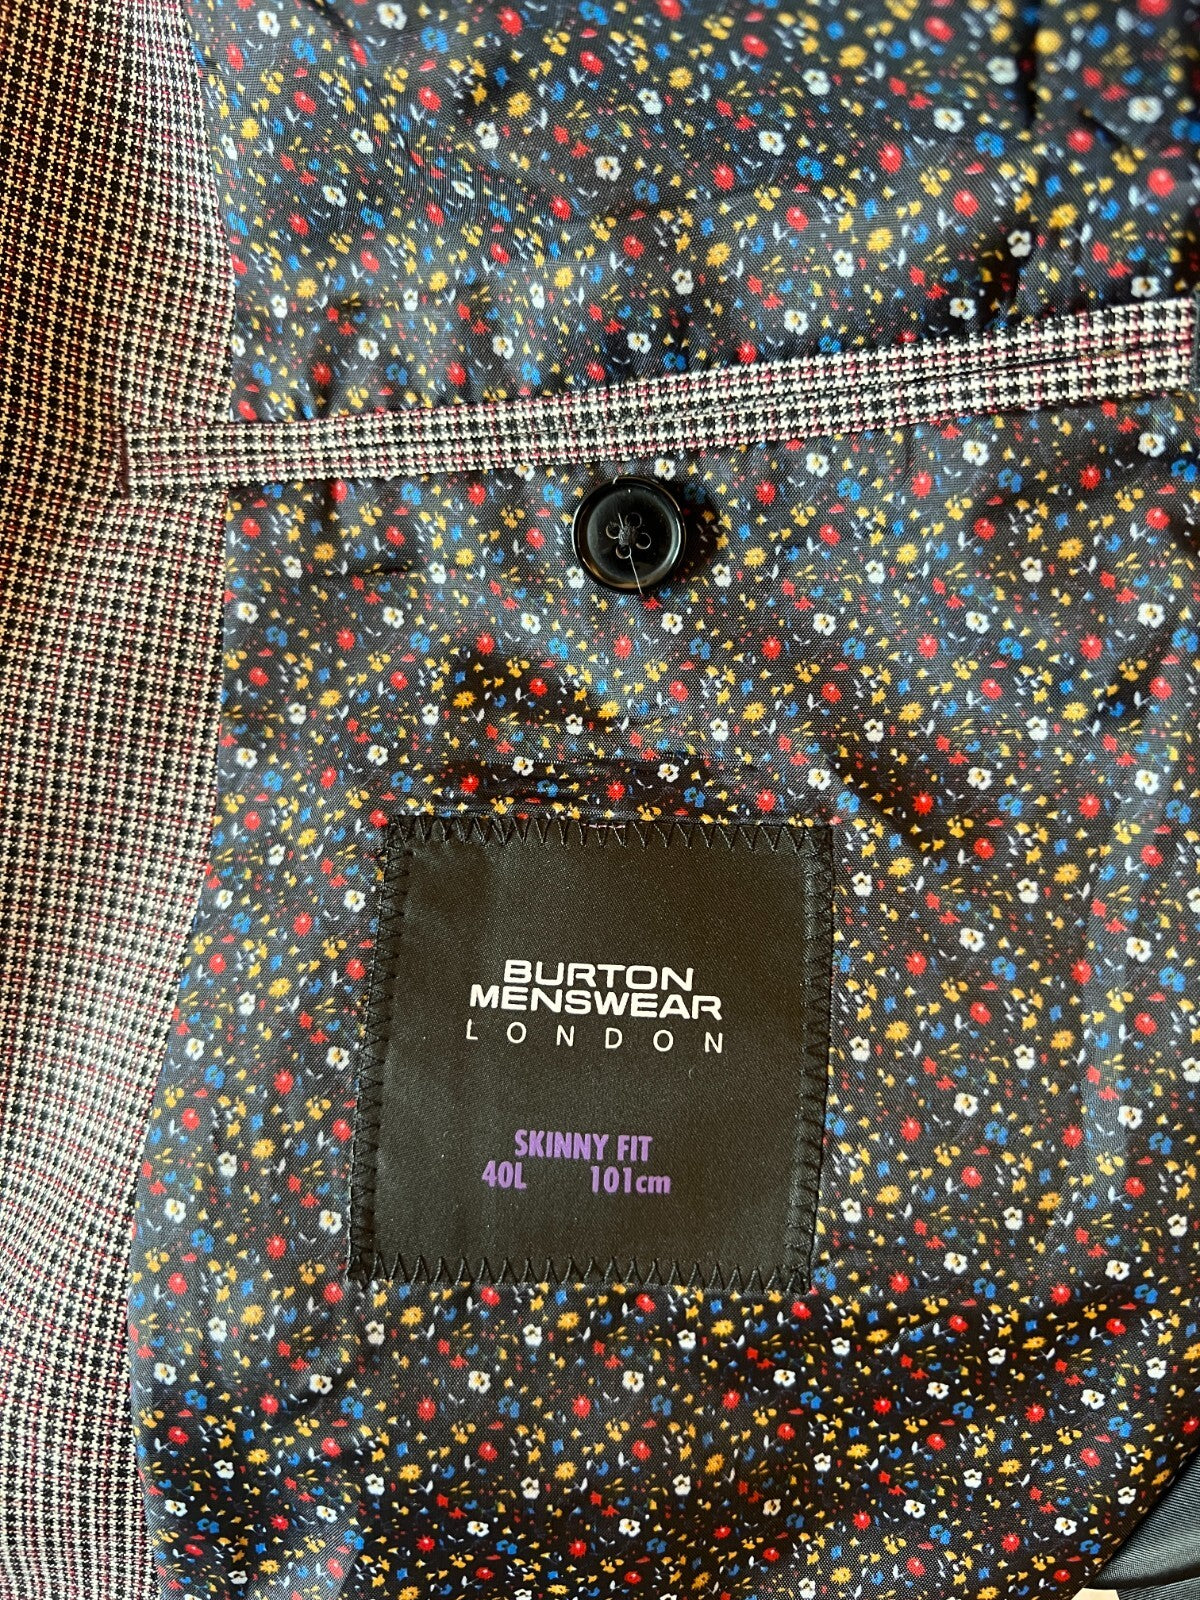 BURTON
MENSWEAR
LONDON
SKINNY FIT
40L 101cm